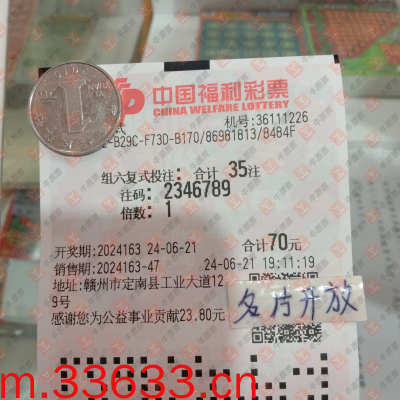 中国福利彩票
CHINA WELFARE LOTTERY
式 机号:36111226
-B29C-F73D-B170/86981813/8484F
组六复式投注: 合计 35注
注码: 2346789
倍数: 1
开奖期:2024163 24-06-21 合计70元
销售期:2024163-47 24-06-21 19:11:19
地址:赣州市定南县工业大道12
9号
名片开放
感谢您为公益事业贡献23.80元
m.33633.cn